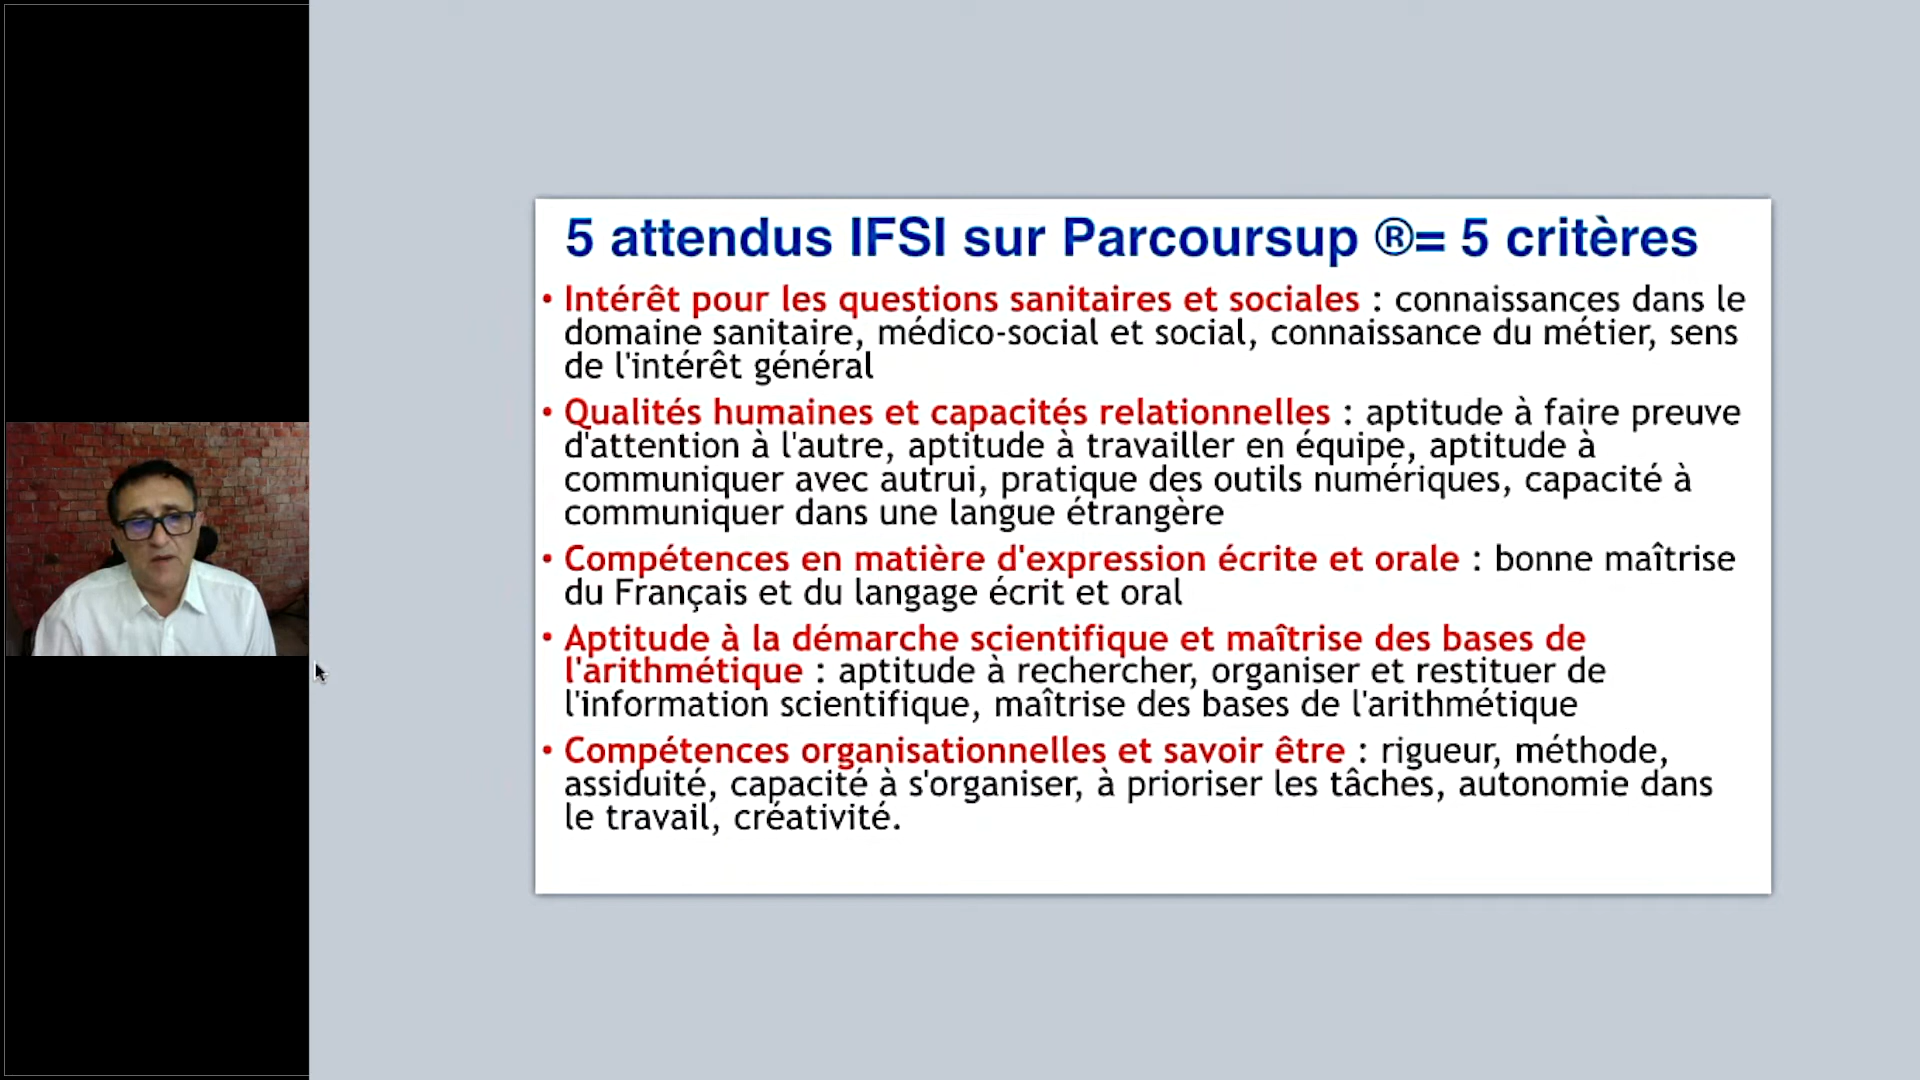 5 attendus IFSI sur Parcoursup ®= 5 critères
• Intérêt pour les questions sanitaires et sociales : connaissances dans le
domaine sanitaire, médico-social et social, connaissance du métier, sens
de l'intérêt général
• Qualités humaines et capacités relationnelles : aptitude à faire preuve
d'attention à l'autre, aptitude à travailler en équipe, aptitude à
communiquer avec autrui, pratique des outils numériques, capacité à
communiquer dans une langue étrangère
• Compétences en matière d'expression écrite et orale : bonne maîtrise
du Français et du langage écrit et oral
• Aptitude à la démarche scientifique et maîtrise des bases de
l'arithmétique : aptitude à rechercher, organiser et restituer de
l'information scientifique, maîtrise des bases de l'arithmétique
• Compétences organisationnelles et savoir être : rigueur, méthode,
assiduité, capacité à s'organiser, à prioriser les tâches, autonomie dans
le travail, créativité.